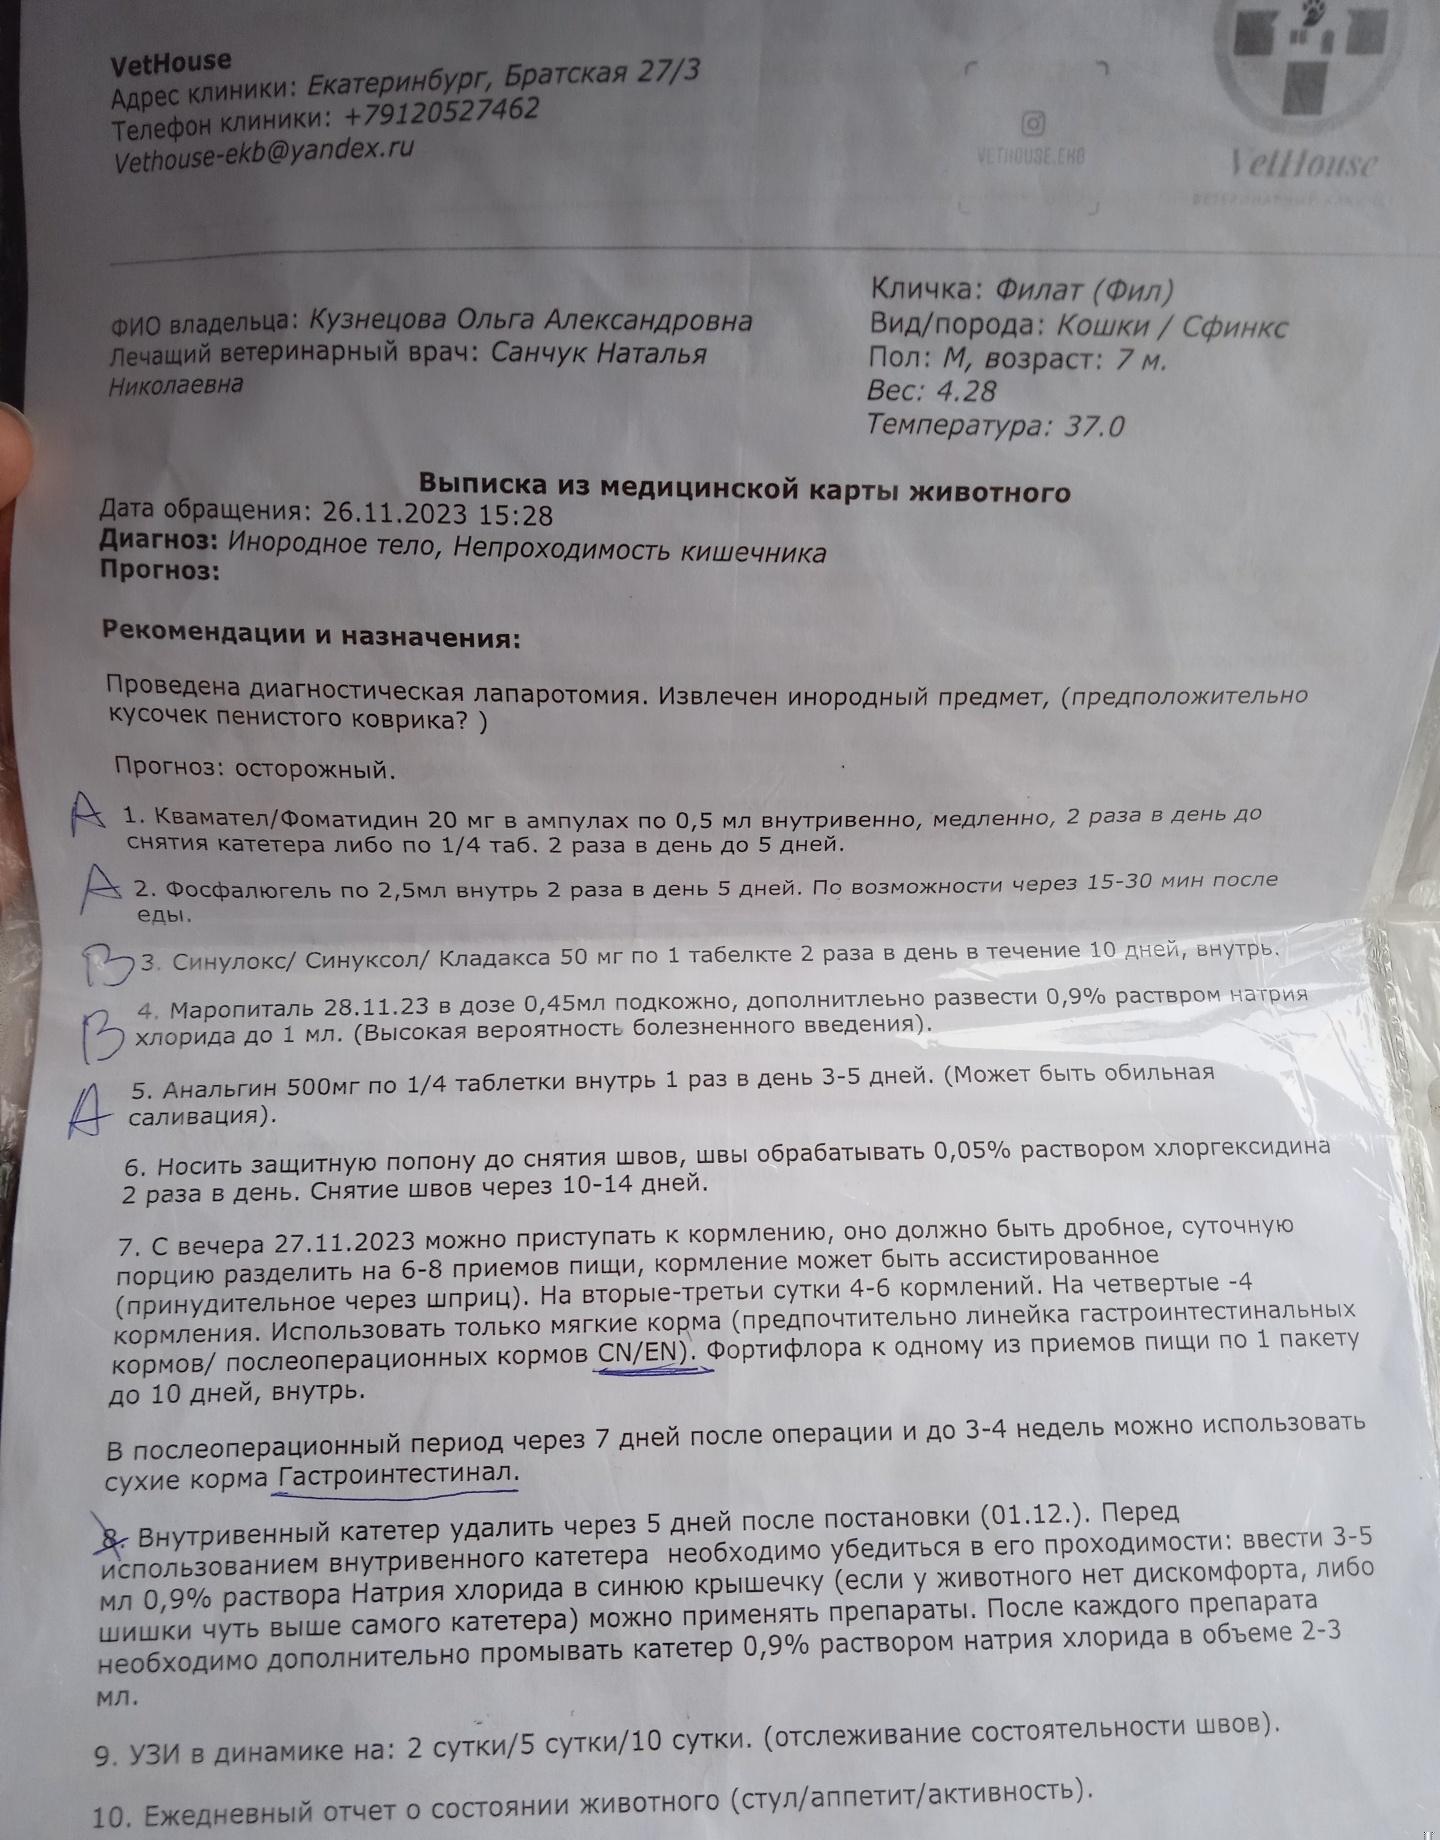 VetHouse
Адрес клиники: Екатеринбург, Братская 27/3
Телефон клиники: +79120527462
Vethouse-ekb@yandex.ru
VETHOUSE.EKB
VetHouse
ФИО владельца: Кузнецова Ольга Александровна
Лечащий ветеринарный врач: Санчук Наталья
Николаевна
Кличка: Филат (Фил)
Вид/порода: Кошки / Сфинкс
Пол: М, возраст: 7 м.
Вес: 4.28
Температура: 37.0
Выписка из медицинской карты животного
Дата обращения: 26.11.2023 15:28
Диагноз: Инородное тело, Непроходимость кишечника
Прогноз:
Рекомендации и назначения:
Проведена диагностическая лапаротомия. Извлечен инородный предмет, (предположительно
кусочек пенистого коврика? )
Прогноз: осторожный.
А 1. Квамател/Фоматидин 20 мг в ампулах по 0,5 мл внутривенно, медленно, 2 раза в день до
снятия катетера либо по 1/4 таб. 2 раза в день до 5 дней.
А 2. Фосфалюгель по 2,5мл внутрь 2 раза в день 5 дней. По возможности через 15-30 мин после
еды.
В 3. Синулокс/ Синуксол/ Кладакса 50 мг по 1 табелкте 2 раза в день в течение 10 дней, внутрь.
В 4. Маропиталь 28.11.23 в дозе 0,45мл подкожно, дополнитлеьно развести 0,9% раствром натрия
хлорида до 1 мл. (Высокая вероятность болезненного введения).
А 5. Анальгин 500мг по 1/4 таблетки внутрь 1 раз в день 3-5 дней. (Может быть обильная
саливация).
6. Носить защитную попону до снятия швов, швы обрабатывать 0,05% раствором хлоргексидина
2 раза в день. Снятие швов через 10-14 дней.
7. С вечера 27.11.2023 можно приступать к кормлению, оно должно быть дробное, суточную
порцию разделить на 6-8 приемов пищи, кормление может быть ассистированное
(принудительное через шприц). На вторые-третьи сутки 4-6 кормлений. На четвертые -4
кормления. Использовать только мягкие корма (предпочтительно линейка гастроинтестинальных
кормов/ послеоперационных кормов CN/EN). Фортифлора к одному из приемов пищи по 1 пакету
до 10 дней, внутрь.
В послеоперационный период через 7 дней после операции и до 3-4 недель можно использовать
сухие корма Гастроинтестинал.
8. Внутривенный катетер удалить через 5 дней после постановки (01.12.). Перед
использованием внутривенного катетера необходимо убедиться в его проходимости: ввести 3-5
мл 0,9% раствора Натрия хлорида в синюю крышечку (если у животного нет дискомфорта, либо
шишки чуть выше самого катетера) можно применять препараты. После каждого препарата
необходимо дополнительно промывать катетер 0,9% раствором натрия хлорида в объеме 2-3
мл.
9. УЗИ в динамике на: 2 сутки/5 сутки/10 сутки. (отслеживание состоятельности швов).
10. Ежедневный отчет о состоянии животного (стул/аппетит/активность).